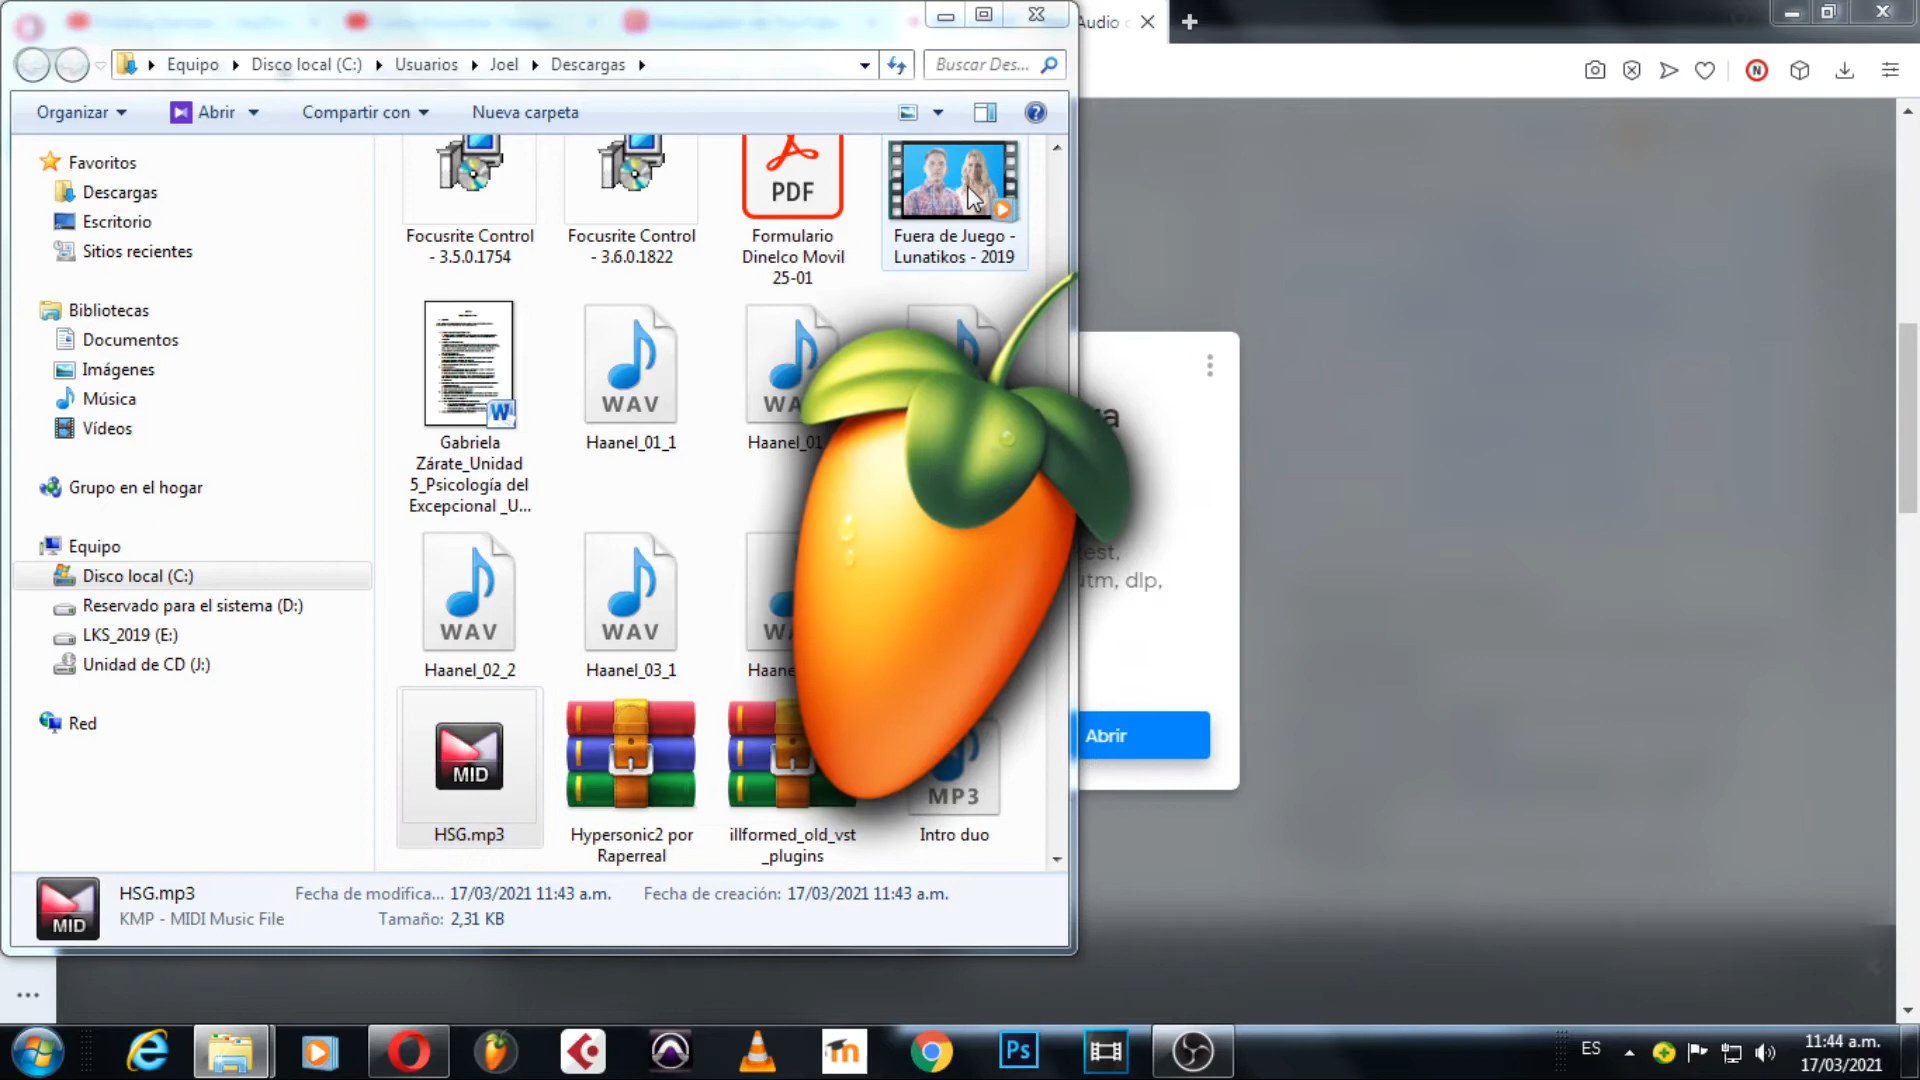 Audio
Equipo
Disco local (C:)
Usuarios
Joel
Descargas
Buscar Des...
Organizar
Abrir
Compartir con
Nueva carpeta
Favoritos
Descargas
Escritorio
Sitios recientes
Bibliotecas
Documentos
Imágenes
Música
Vídeos
Grupo en el hogar
Equipo
Disco local (C:)
Reservado para el sistema (D:)
LKS_2019 (E:)
Unidad de CD (J:)
Red
Focusrite Control
- 3.5.0.1754
Focusrite Control
- 3.6.0.1822
PDF
Formulario
Dinelco Movil
25-01
Fuera de Juego -
Lunatikos - 2019
Gabriela
Zárate_Unidad
5_Psicología del
Excepcional _U...
WAV
Haanel_01_1
WAV
Haanel_02_2
WAV
Haanel_03_1
MID
HSG.mp3
Hypersonic2 por
Raperreal
illformed_old_vst
_plugins
MP3
Intro duo
utm, dlp,
Abrir
MID
HSG.mp3
KMP - MIDI Music File
Fecha de modifica... 17/03/2021 11:43 a.m.
Tamaño: 2,31 KB
Fecha de creación: 17/03/2021 11:43 a.m.
Ps
ES
11:44 a.m.
17/03/2021